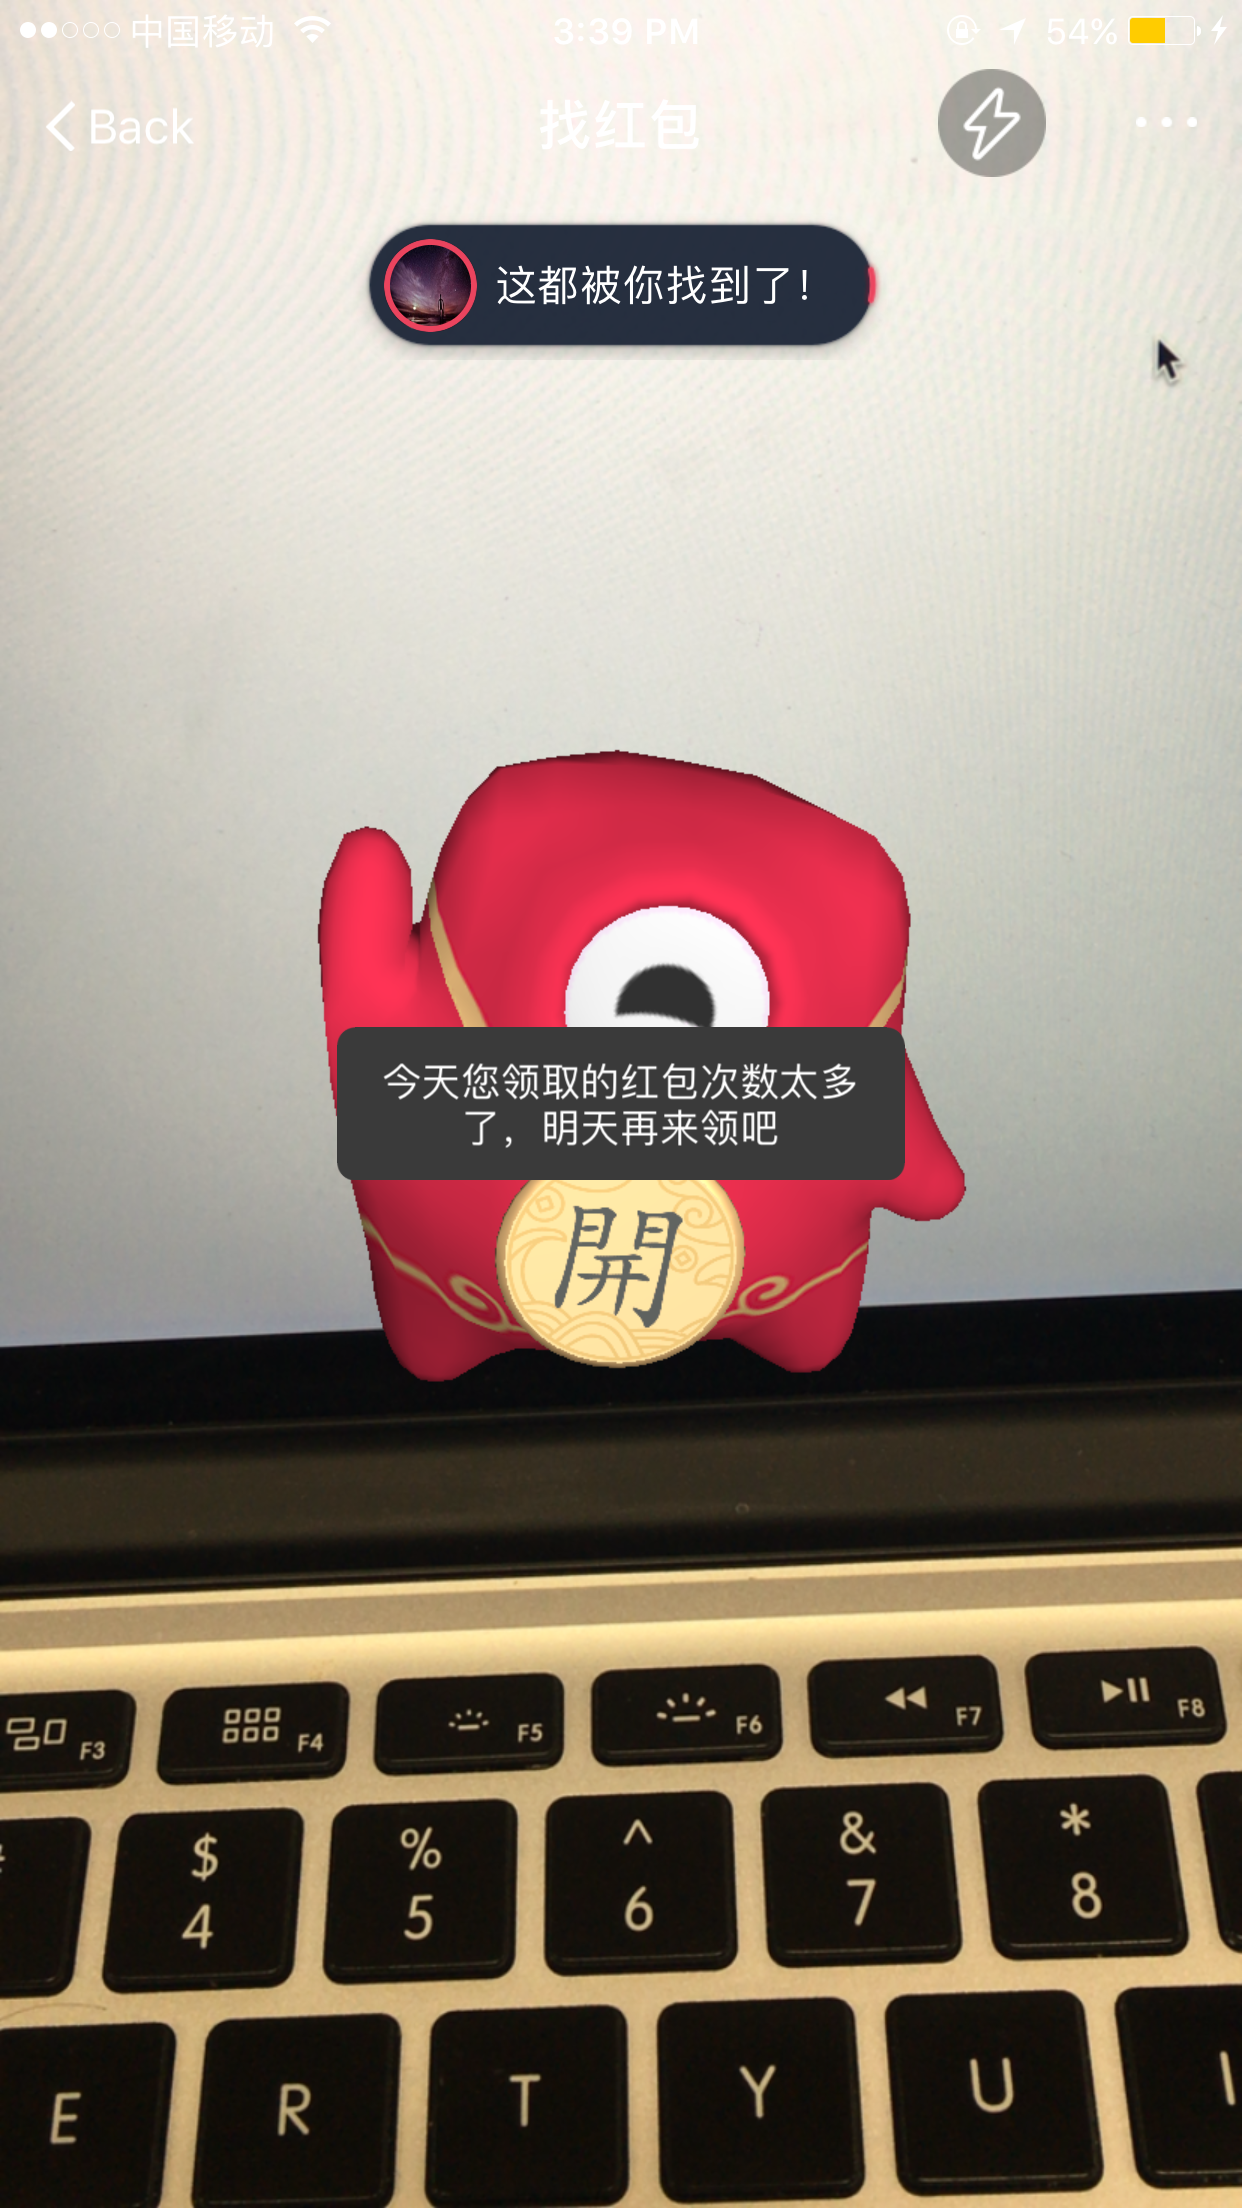 中国移动 3:39 PM 54%
Back 找红包
这都被你找到了！
今天您领取的红包次数太多
了，明天再来领吧
開
F3 F4 F5 F6 F7 F8
$ % ^ & *
4 5 6 7 8
E R T Y U I